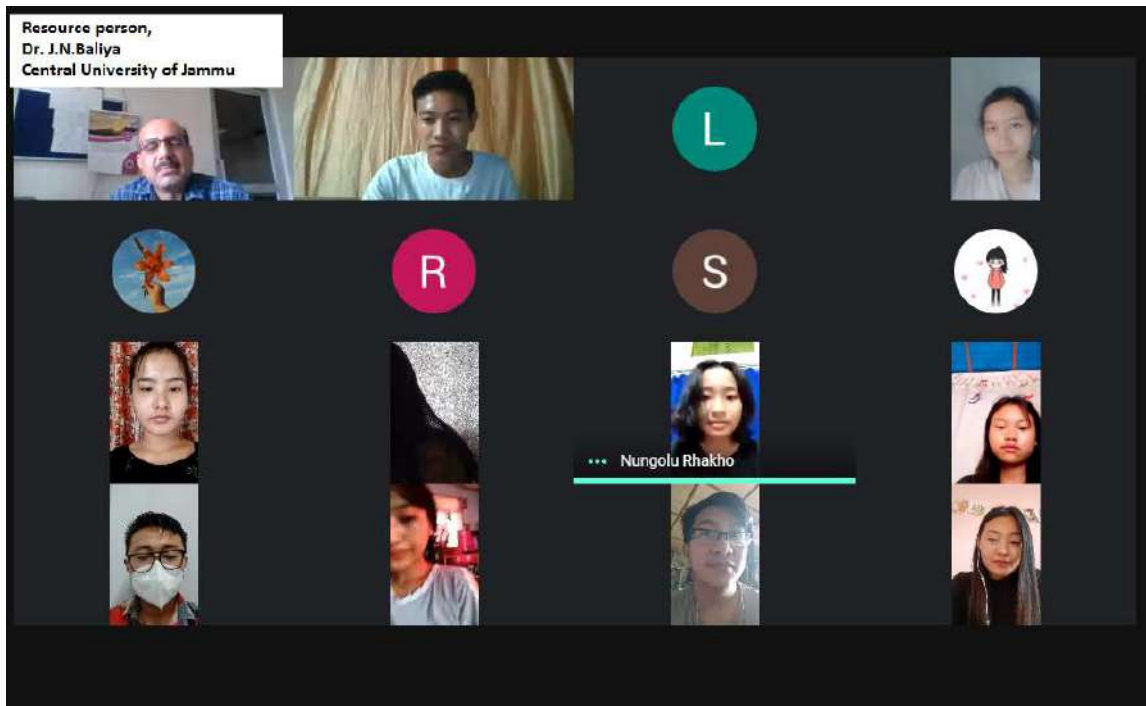 Resource person,
Dr. J.N.Baliya
Central University of Jammu
L
R
S
••• Nungolu Rhakho